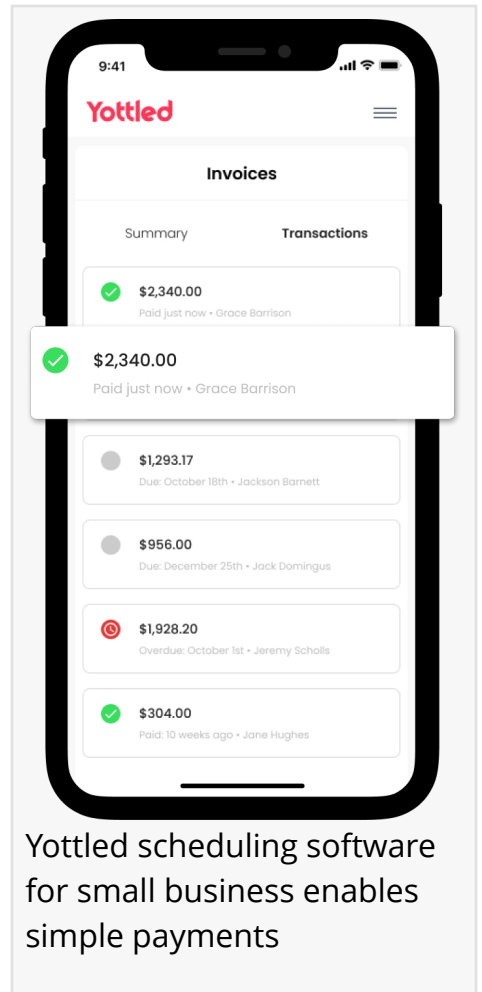 9:41
Yottled
Invoices
Summary Transactions
$2,340.00
Paid just now • Grace Barrison
$2,340.00
Paid just now • Grace Barrison
$1,293.17
Due: October 18th • Jackson Barnett
$956.00
Due: December 25th • Jack Domingus
$1,928.20
Overdue: October 1st • Jeremy Scholls
$304.00
Paid: 10 weeks ago • Jane Hughes
Yottled scheduling software
for small business enables
simple payments